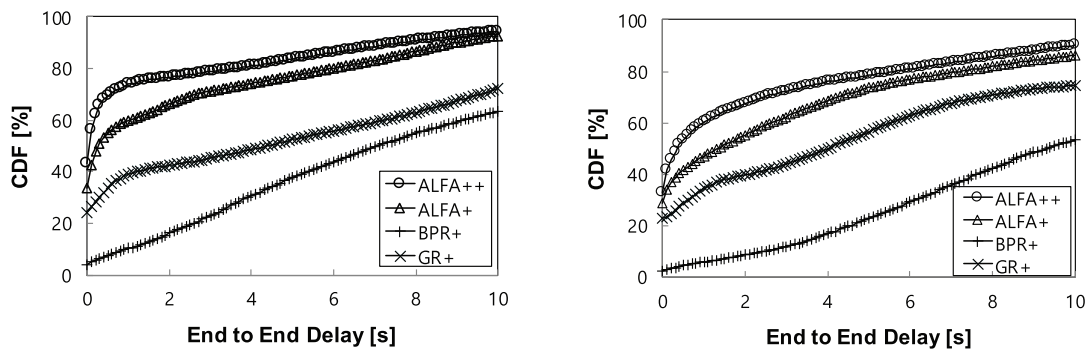 100
80
60
40
20
0
CDF [%]
ALFA++
ALFA+
BPR+
GR+
0 2 4 6 8 10
End to End Delay [s]
100
80
60
40
20
0
CDF [%]
ALFA++
ALFA+
BPR+
GR+
0 2 4 6 8 10
End to End Delay [s]